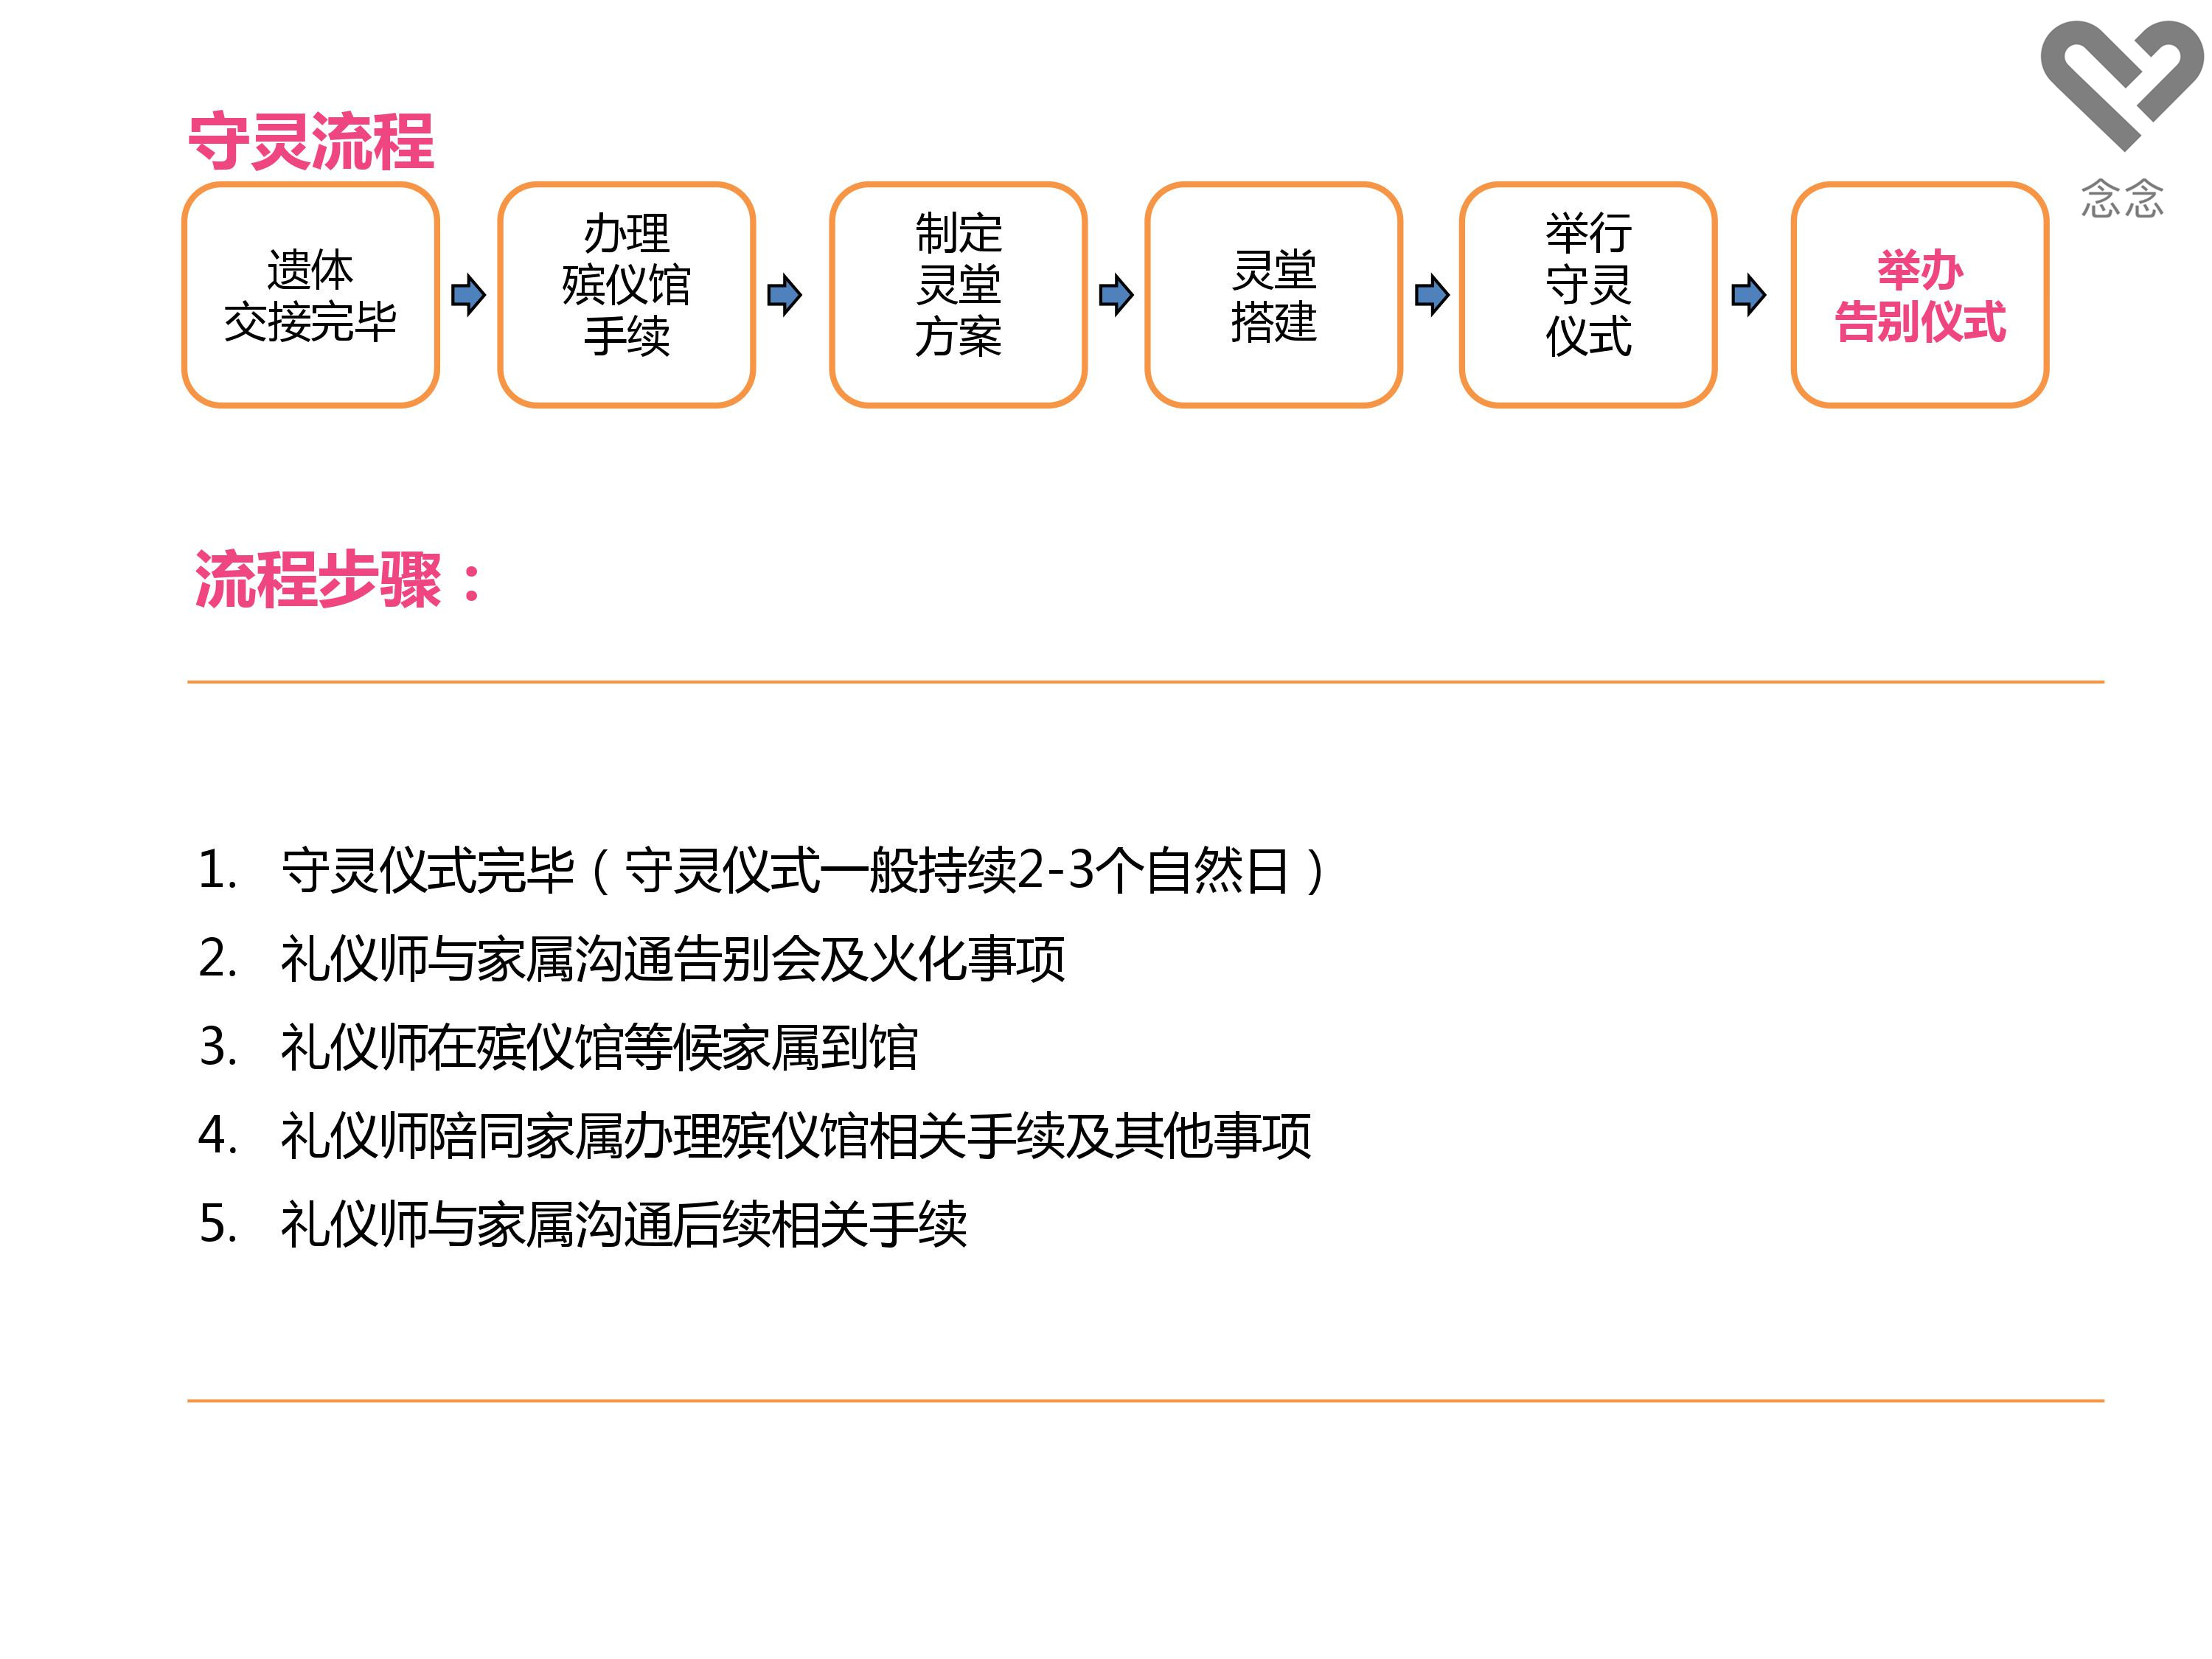 守灵流程
念念
遗体
交接完毕
办理
殡仪馆
手续
制定
灵堂
方案
灵堂
搭建
举行
守灵
仪式
举办
告别仪式
流程步骤：
1. 守灵仪式完毕（守灵仪式一般持续2-3个自然日）
2. 礼仪师与家属沟通告别会及火化事项
3. 礼仪师在殡仪馆等候家属到馆
4. 礼仪师陪同家属办理殡仪馆相关手续及其他事项
5. 礼仪师与家属沟通后续相关手续